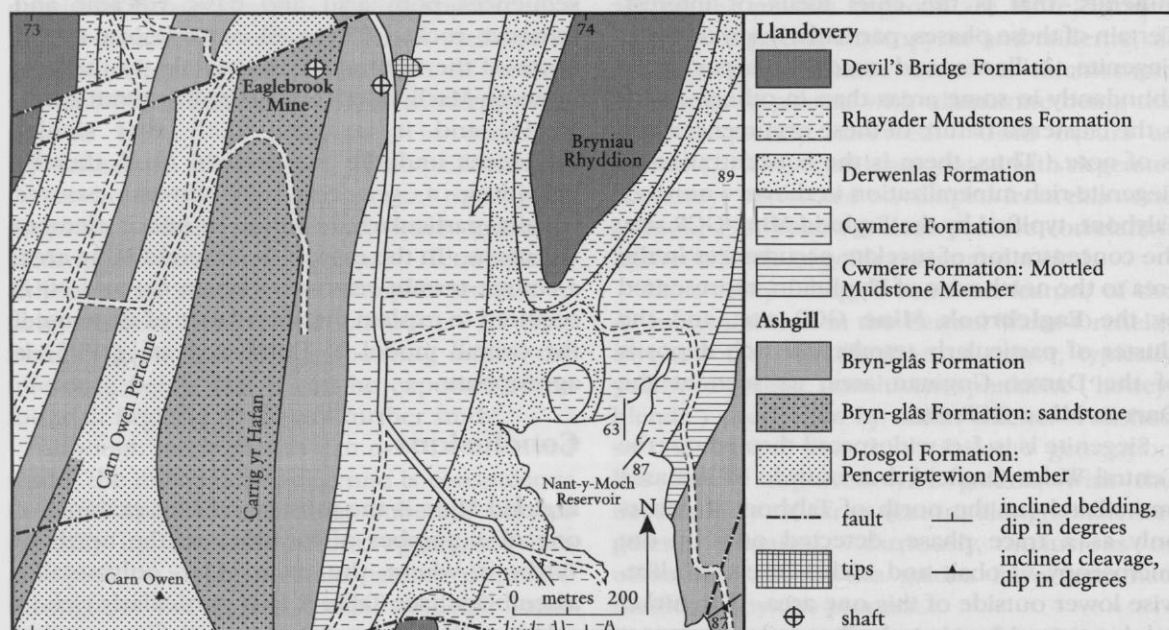 73
74
Eaglebrook
Mine
Bryniau
Rhyddion
89
Carn Owen Pericline
Carrig yr Hafan
63
87
Nant-y-Moch
Reservoir
N
Carn Owen
0 metres 200
84
Llandovery
Devil's Bridge Formation
Rhayader Mudstones Formation
Derwenlas Formation
Cwmere Formation
Cwmere Formation: Mottled
Mudstone Member
Ashgill
Bryn-glâs Formation
Bryn-glâs Formation: sandstone
Drosgol Formation:
Pencerrigtewion Member
fault
inclined bedding,
dip in degrees
tips
inclined cleavage,
dip in degrees
shaft